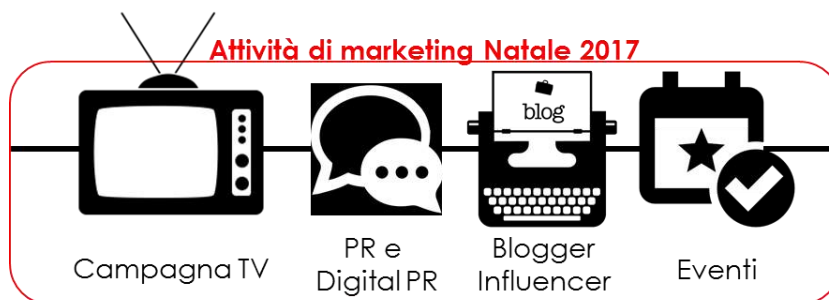 Attività di marketing Natale 2017
blog
Campagna TV
PR e
Digital PR
Blogger
Influencer
Eventi